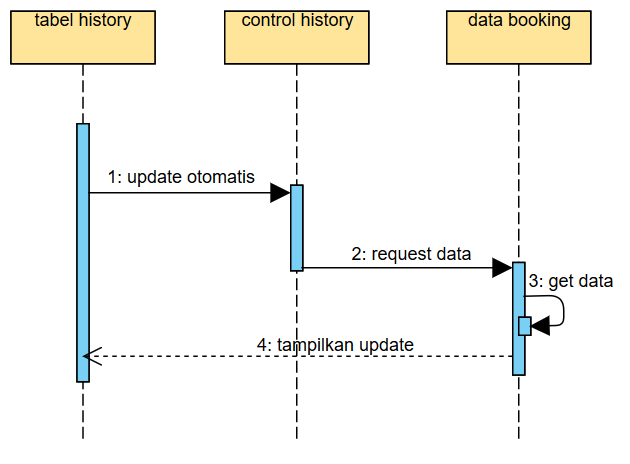 tabel history
control history
data booking
1: update otomatis
2: request data
3: get data
4: tampilkan update